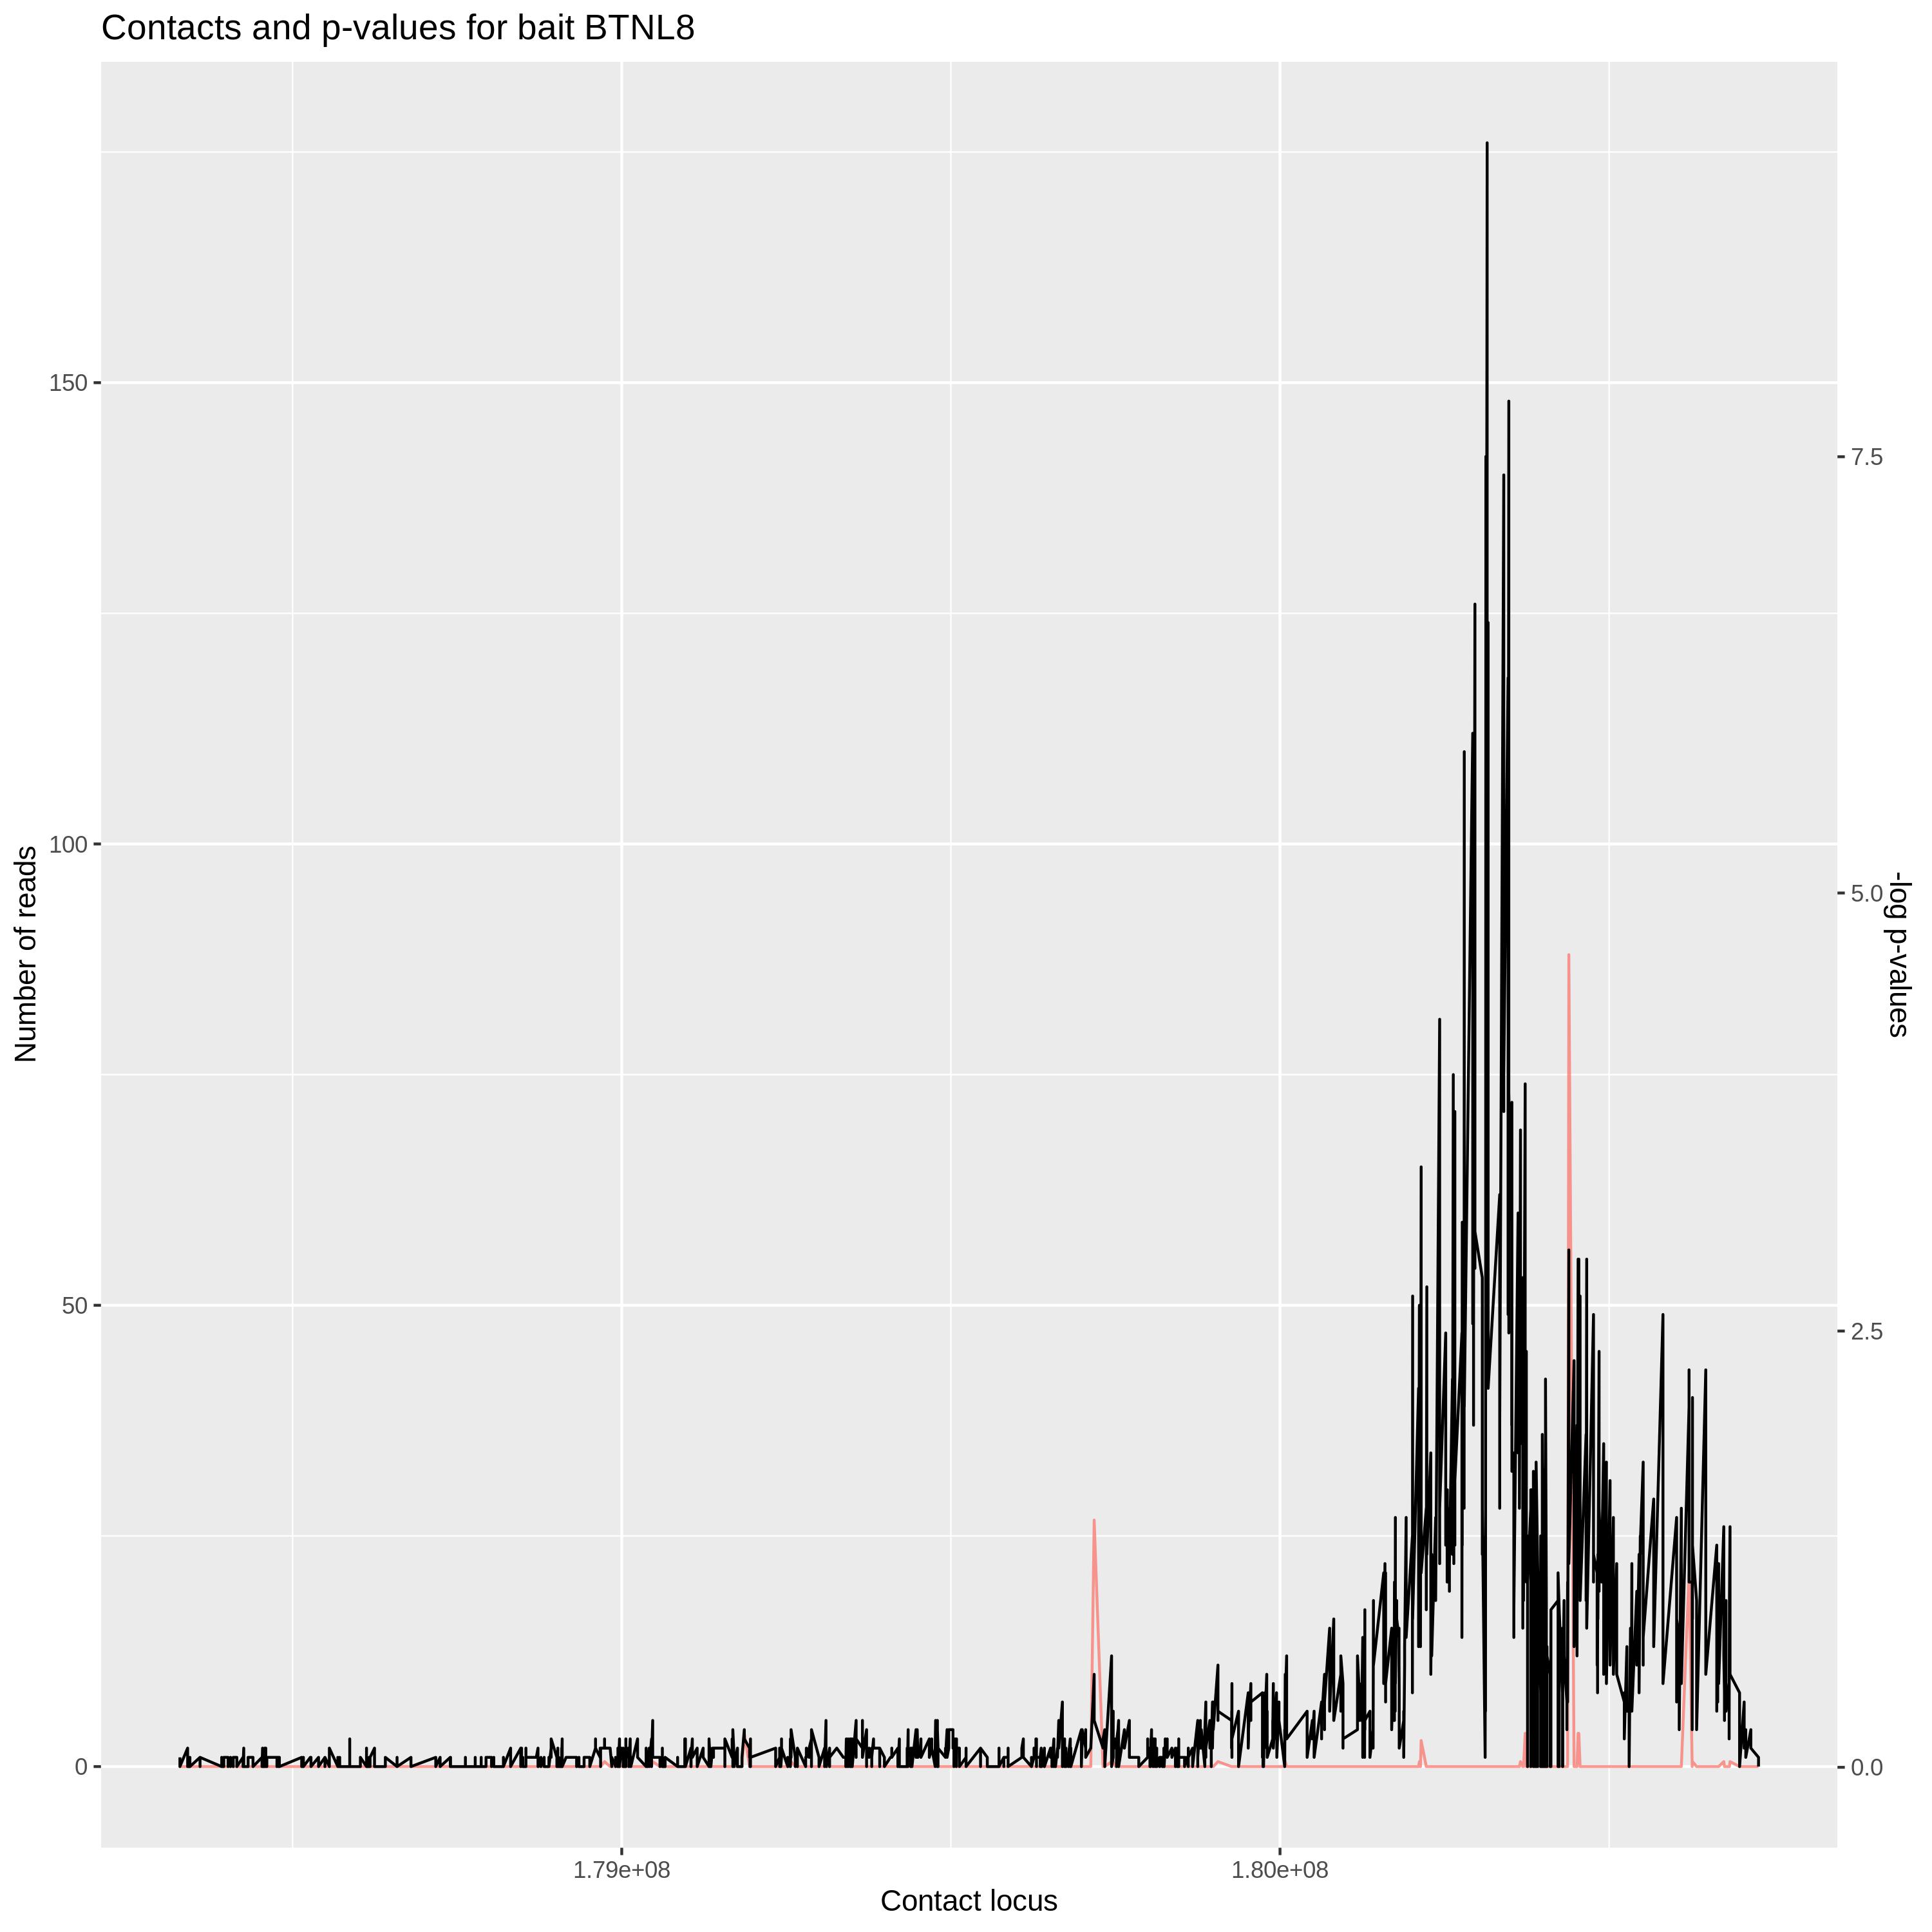 Contacts and p-values for bait BTNL8
150
100
50
0
Number of reads
7.5
5.0
2.5
0.0
-log p-values
1.79e+08
1.80e+08
Contact locus